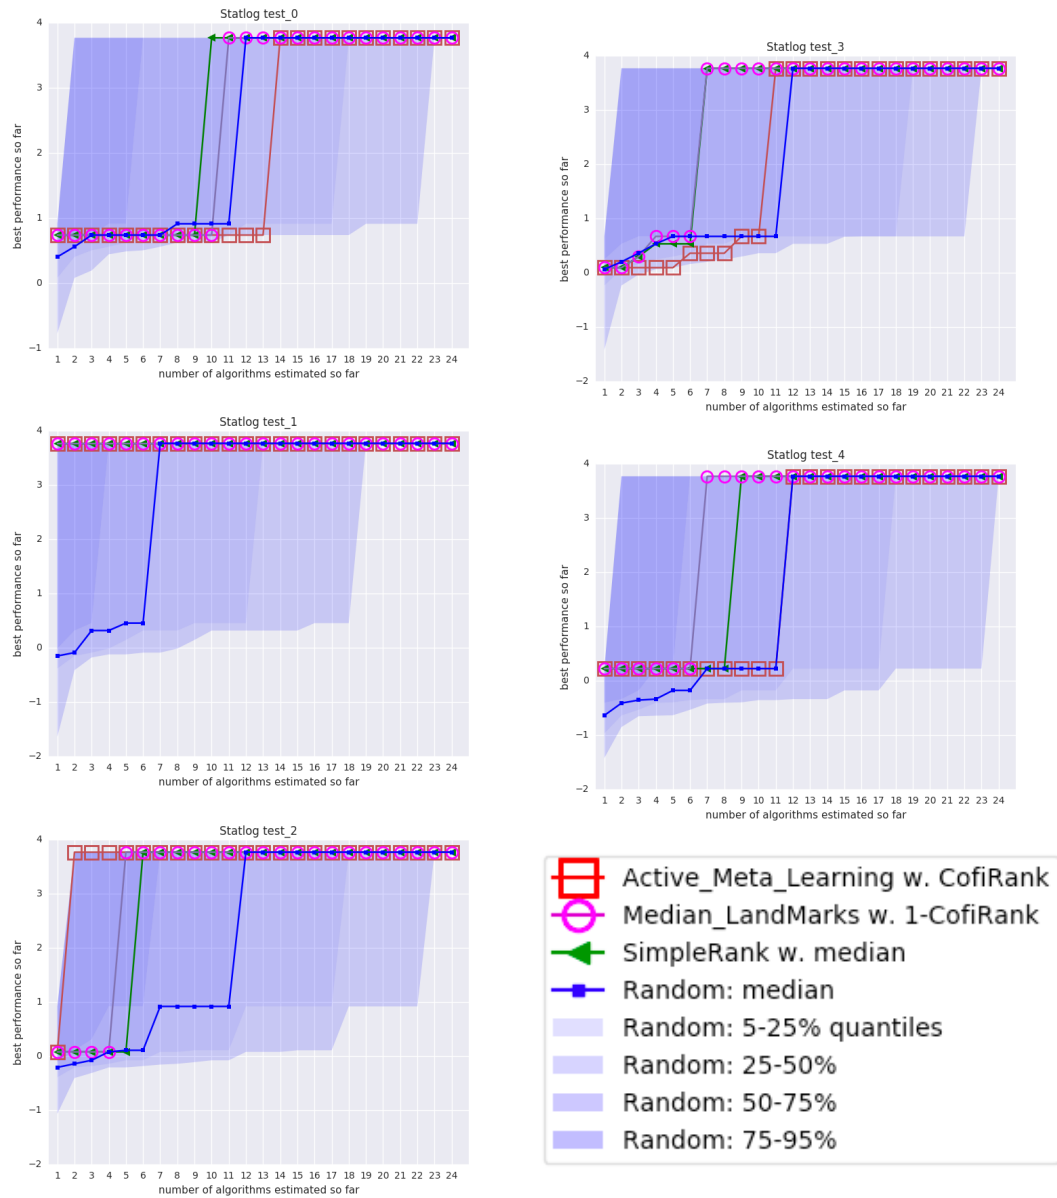 Statlog test_0
4
3
2
1
0
−1
best performance so far
1 2 3 4 5 6 7 8 9 10 11 12 13 14 15 16 17 18 19 20 21 22 23 24
number of algorithms estimated so far
Statlog test_3
4
3
2
1
0
−1
−2
best performance so far
1 2 3 4 5 6 7 8 9 10 11 12 13 14 15 16 17 18 19 20 21 22 23 24
number of algorithms estimated so far
Statlog test_1
4
3
2
1
0
−1
−2
best performance so far
1 2 3 4 5 6 7 8 9 10 11 12 13 14 15 16 17 18 19 20 21 22 23 24
number of algorithms estimated so far
Statlog test_4
4
3
2
1
0
−1
−2
best performance so far
1 2 3 4 5 6 7 8 9 10 11 12 13 14 15 16 17 18 19 20 21 22 23 24
number of algorithms estimated so far
Statlog test_2
4
3
2
1
0
−1
−2
best performance so far
1 2 3 4 5 6 7 8 9 10 11 12 13 14 15 16 17 18 19 20 21 22 23 24
number of algorithms estimated so far
Active_Meta_Learning w. CofiRank
Median_LandMarks w. 1-CofiRank
SimpleRank w. median
Random: median
Random: 5-25% quantiles
Random: 25-50%
Random: 50-75%
Random: 75-95%